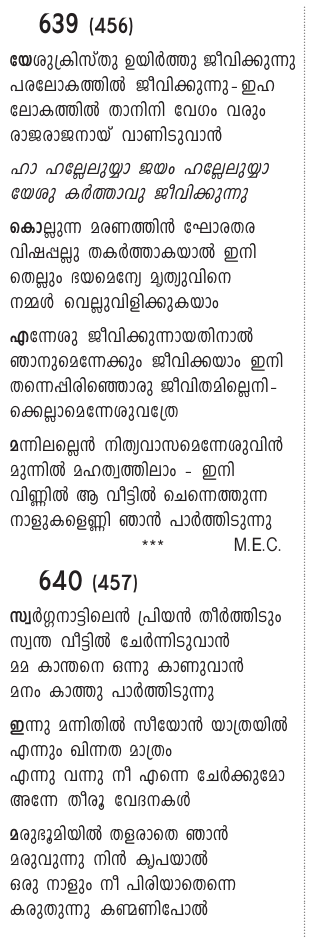 639 (456)
യേശുക്രിസ്തു ഉയിർത്തു ജീവിക്കുന്നു
പരലോകത്തിൽ ജീവിക്കുന്നു - ഇഹ
ലോകത്തിൽ താനിനി വേഗം വരും
രാജരാജനായ് വാണിടുവാൻ
ഹാ ഹല്ലേലുയ്യാ ജയം ഹല്ലേലുയ്യാ
യേശു കർത്താവു ജീവിക്കുന്നു
കൊല്ലുന്ന മരണത്തിൻ ഘോരതര
വിഷപ്പല്ലു തകർത്താകയാൽ ഇനി
തെല്ലും ഭയമെന്യേ മൃത്യുവിനെ
നമ്മൾ വെല്ലുവിളിക്കുകയാം
എന്നേശു ജീവിക്കുന്നായതിനാൽ
ഞാനുമെന്നേക്കും ജീവിക്കയാം ഇനി
തന്നെപ്പിരിഞ്ഞൊരു ജീവിതമില്ലെനി-
ക്കെല്ലാമെന്നേശുവത്രേ
മന്നിലല്ലെൻ നിത്യവാസമെന്നേശുവിൻ
മുന്നിൽ മഹത്വത്തിലാം - ഇനി
വിണ്ണിൽ ആ വീട്ടിൽ ചെന്നെത്തുന്ന
നാളുകളെണ്ണി ഞാൻ പാർത്തിടുന്നു
*** M.E.C.
640 (457)
സ്വർഗ്ഗനാട്ടിലെൻ പ്രിയൻ തീർത്തിടും
സ്വന്ത വീട്ടിൽ ചേർന്നിടുവാൻ
മമ കാന്തനെ ഒന്നു കാണുവാൻ
മനം കാത്തു പാർത്തിടുന്നു
ഇന്നു മന്നിതിൽ സീയോൻ യാത്രയിൽ
എന്നും ഖിന്നത മാത്രം
എന്നു വന്നു നീ എന്നെ ചേർക്കുമോ
അന്നേ തീരൂ വേദനകൾ
മരുഭൂമിയിൽ തളരാതെ ഞാൻ
മരുവുന്നു നിൻ കൃപയാൽ
ഒരു നാളും നീ പിരിയാതെന്നെ
കരുതുന്നു കണ്മണിപോൽ